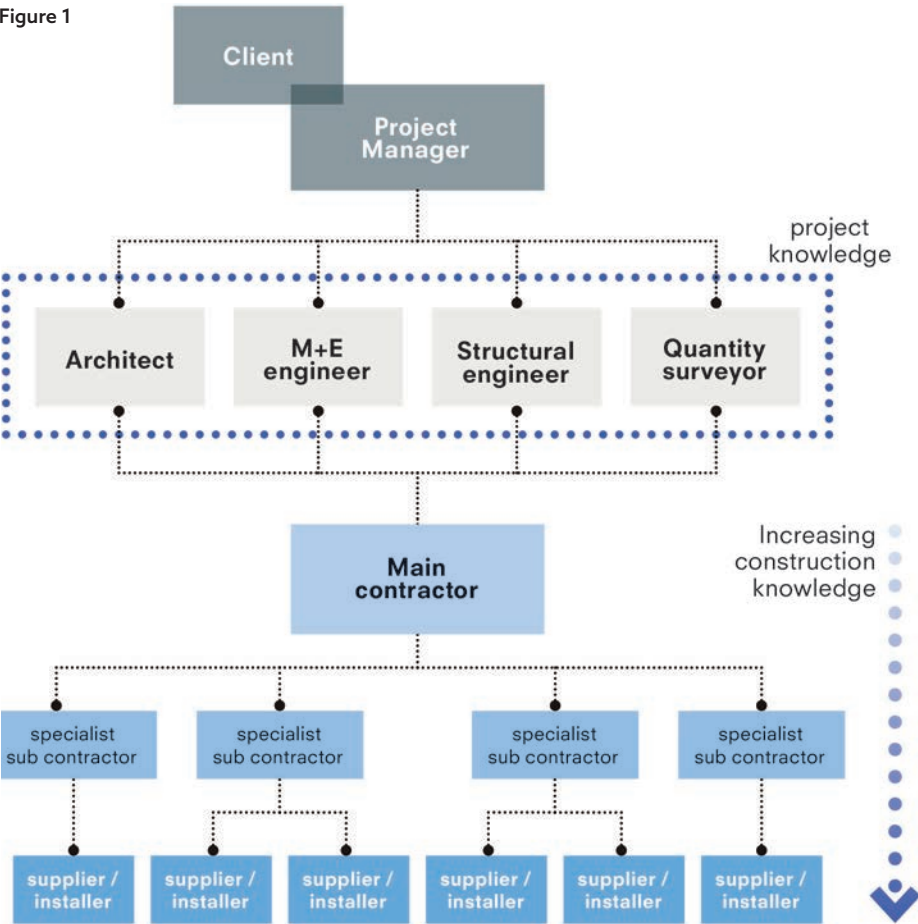 Figure 1
Client
Project
Manager
project
knowledge
Architect
M+E
engineer
Structural
engineer
Quantity
surveyor
Main
contractor
Increasing
construction
knowledge
specialist
sub contractor
specialist
sub contractor
specialist
sub contractor
specialist
sub contractor
supplier /
installer
supplier /
installer
supplier /
installer
supplier /
installer
supplier /
installer
supplier /
installer